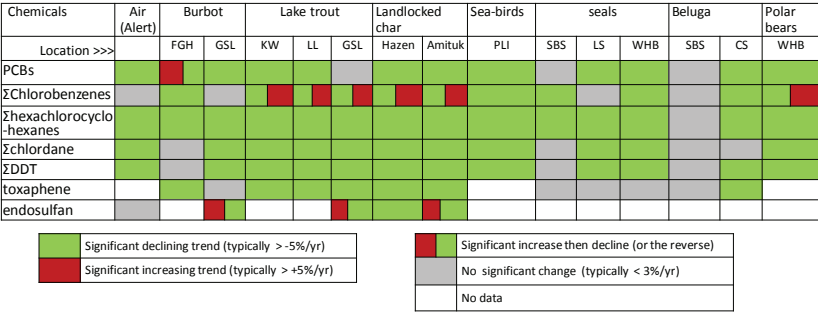 Chemicals Air (Alert) Burbot Lake trout Landlocked char Sea-birds seals Beluga Polar bears
Location >>> FGH GSL KW LL GSL Hazen Amituk PLI SBS LS WHB SBS CS WHB
PCBs
ΣChlorobenzenes
Σhexachlorocyclo
-hexanes
Σchlordane
ΣDDT
toxaphene
endosulfan
Significant declining trend (typically > -5%/yr)
Significant increasing trend (typically > +5%/yr)
Significant increase then decline (or the reverse)
No significant change (typically < 3%/yr)
No data